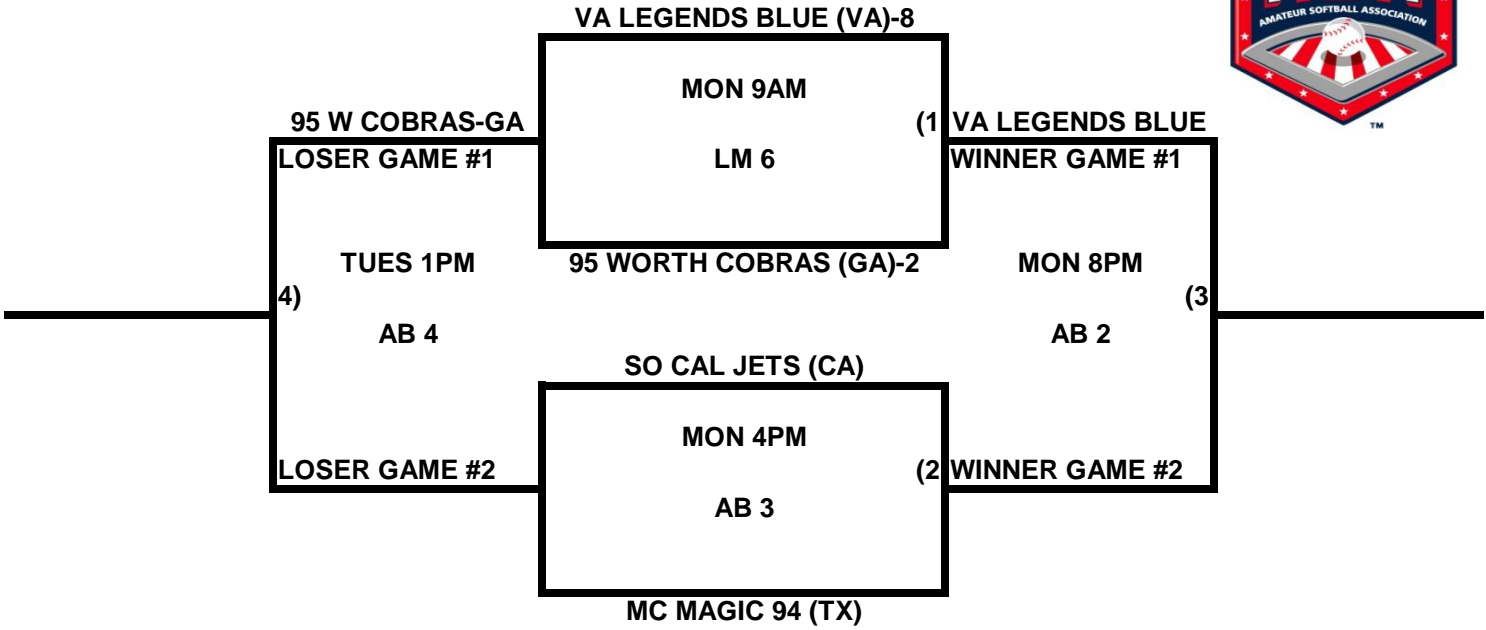 VA LEGENDS BLUE (VA)-8
AMATEUR SOFTBALL ASSOCIATION
TM
MON 9AM
95 W COBRAS-GA
(1
VA LEGENDS BLUE
LOSER GAME #1
LM 6
WINNER GAME #1
TUES 1PM
95 WORTH COBRAS (GA)-2
MON 8PM
4)
(3
AB 4
AB 2
SO CAL JETS (CA)
MON 4PM
LOSER GAME #2
(2
WINNER GAME #2
AB 3
MC MAGIC 94 (TX)